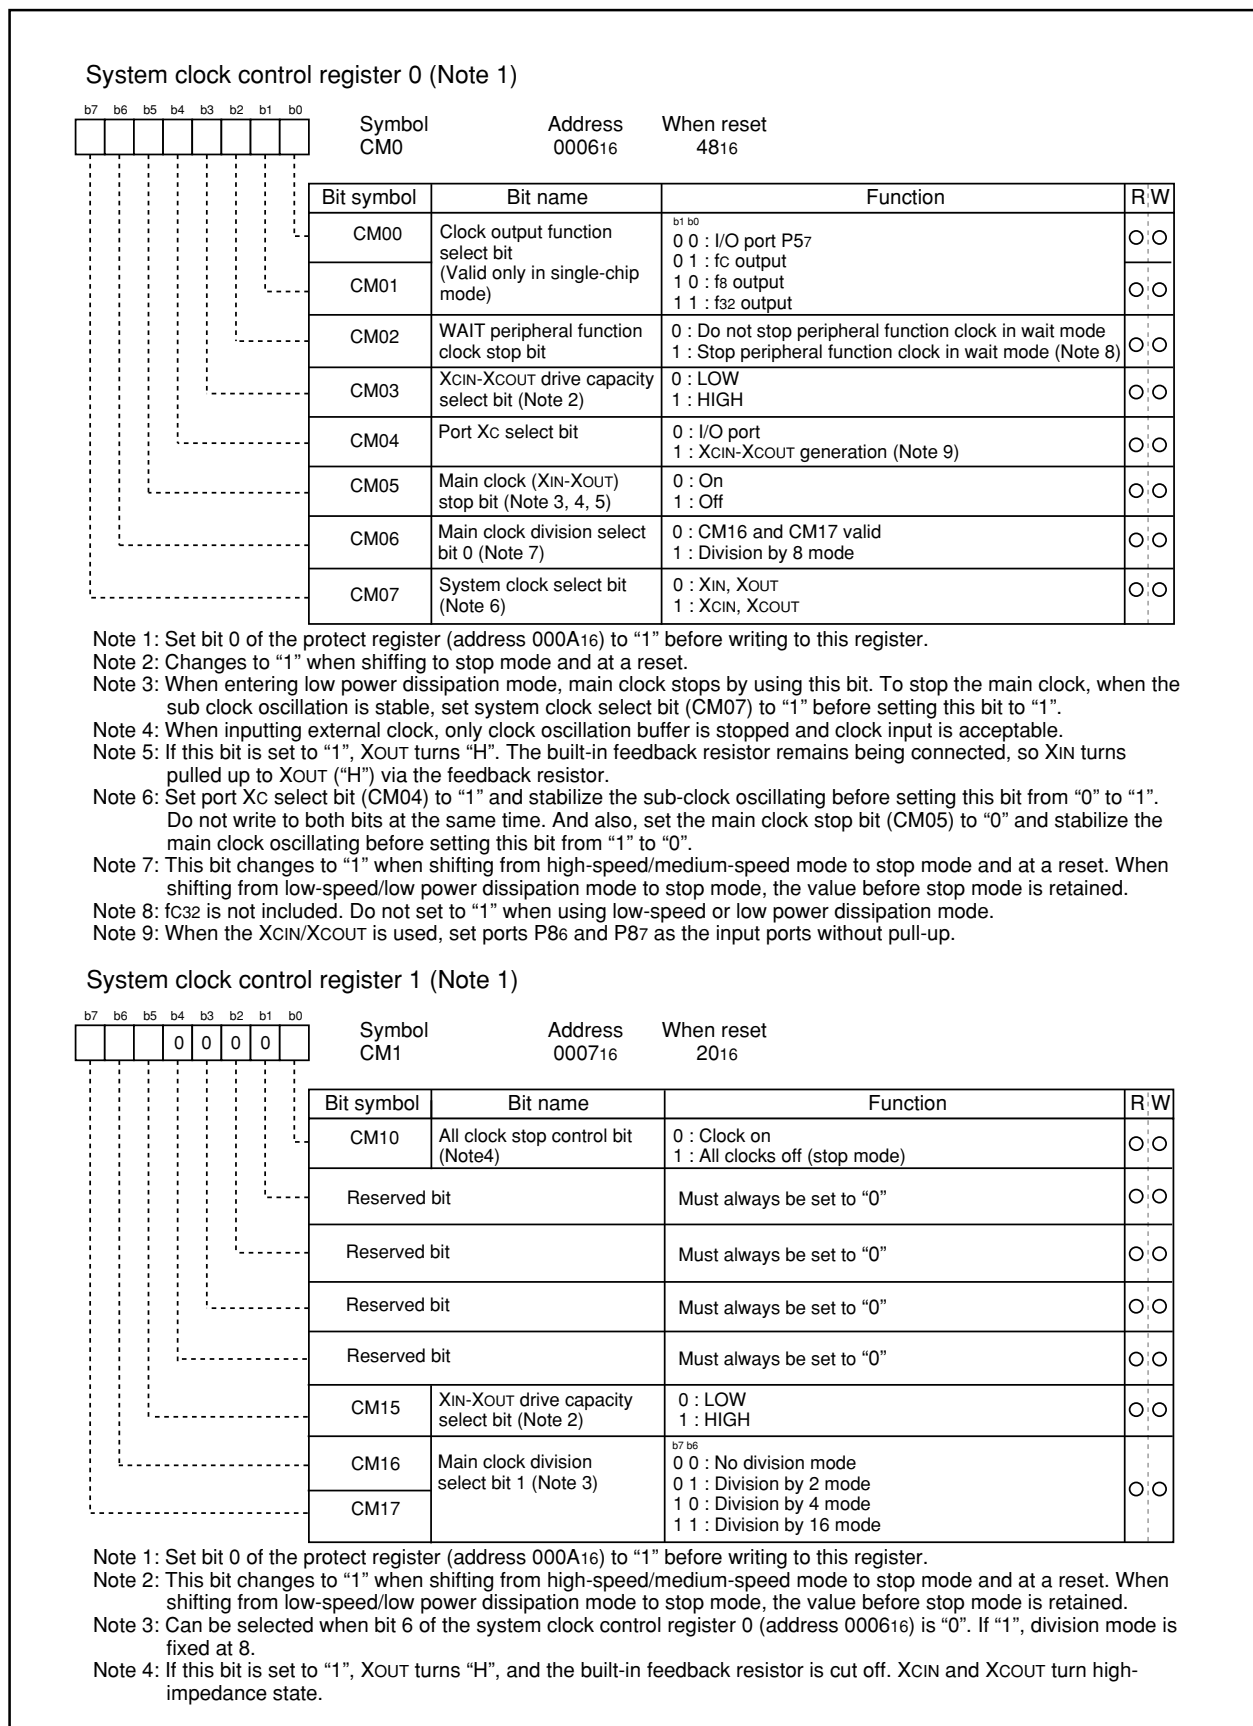 System clock control register 0 (Note 1)
b7 b6 b5 b4 b3 b2 b1 b0
Symbol Address When reset
CM0 000616 4816
Bit symbol Bit name Function R W
CM00 Clock output function select bit (Valid only in single-chip mode)
b1 b0
0 0 : I/O port P57
0 1 : fC output
CM01
1 0 : f8 output
1 1 : f32 output
CM02 WAIT peripheral function clock stop bit
0 : Do not stop peripheral function clock in wait mode
1 : Stop peripheral function clock in wait mode (Note 8)
CM03 XCIN-XCOUT drive capacity select bit (Note 2)
0 : LOW
1 : HIGH
CM04 Port XC select bit
0 : I/O port
1 : XCIN-XCOUT generation (Note 9)
CM05 Main clock (XIN-XOUT) stop bit (Note 3, 4, 5)
0 : On
1 : Off
CM06 Main clock division select bit 0 (Note 7)
0 : CM16 and CM17 valid
1 : Division by 8 mode
CM07 System clock select bit (Note 6)
0 : XIN, XOUT
1 : XCIN, XCOUT
Note 1: Set bit 0 of the protect register (address 000A16) to “1” before writing to this register.
Note 2: Changes to “1” when shiffing to stop mode and at a reset.
Note 3: When entering low power dissipation mode, main clock stops by using this bit. To stop the main clock, when the
sub clock oscillation is stable, set system clock select bit (CM07) to “1” before setting this bit to “1”.
Note 4: When inputting external clock, only clock oscillation buffer is stopped and clock input is acceptable.
Note 5: If this bit is set to “1”, XOUT turns “H”. The built-in feedback resistor remains being connected, so XIN turns
pulled up to XOUT (“H”) via the feedback resistor.
Note 6: Set port XC select bit (CM04) to “1” and stabilize the sub-clock oscillating before setting this bit from “0” to “1”.
Do not write to both bits at the same time. And also, set the main clock stop bit (CM05) to “0” and stabilize the
main clock oscillating before setting this bit from “1” to “0”.
Note 7: This bit changes to “1” when shifting from high-speed/medium-speed mode to stop mode and at a reset. When
shifting from low-speed/low power dissipation mode to stop mode, the value before stop mode is retained.
Note 8: fC32 is not included. Do not set to “1” when using low-speed or low power dissipation mode.
Note 9: When the XCIN/XCOUT is used, set ports P86 and P87 as the input ports without pull-up.
System clock control register 1 (Note 1)
b7 b6 b5 b4 b3 b2 b1 b0
0 0 0 0
Symbol Address When reset
CM1 000716 2016
Bit symbol Bit name Function R W
CM10 All clock stop control bit (Note4)
0 : Clock on
1 : All clocks off (stop mode)
Reserved bit Must always be set to “0”
Reserved bit Must always be set to “0”
Reserved bit Must always be set to “0”
Reserved bit Must always be set to “0”
CM15 XIN-XOUT drive capacity select bit (Note 2)
0 : LOW
1 : HIGH
CM16 Main clock division select bit 1 (Note 3)
b7 b6
0 0 : No division mode
0 1 : Division by 2 mode
CM17
1 0 : Division by 4 mode
1 1 : Division by 16 mode
Note 1: Set bit 0 of the protect register (address 000A16) to “1” before writing to this register.
Note 2: This bit changes to “1” when shifting from high-speed/medium-speed mode to stop mode and at a reset. When
shifting from low-speed/low power dissipation mode to stop mode, the value before stop mode is retained.
Note 3: Can be selected when bit 6 of the system clock control register 0 (address 000616) is “0”. If “1”, division mode is
fixed at 8.
Note 4: If this bit is set to “1”, XOUT turns “H”, and the built-in feedback resistor is cut off. XCIN and XCOUT turn high-
impedance state.